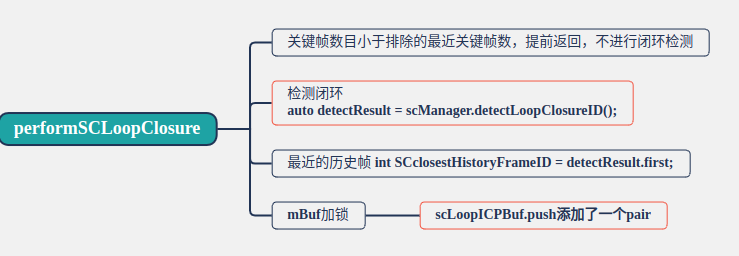 performSCLoopClosure
关键帧数目小于排除的最近关键帧数，提前返回，不进行闭环检测
检测闭环
auto detectResult = scManager.detectLoopClosureID();
最近的历史帧 int SCclosestHistoryFrameID = detectResult.first;
mBuf加锁
scLoopICPBuf.push添加了一个pair